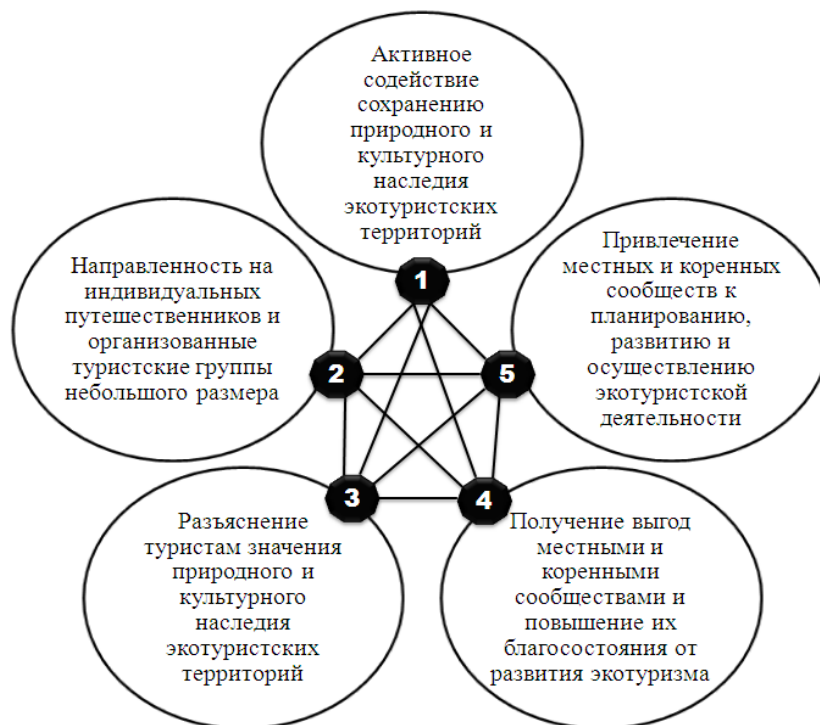 Активное
содействие
сохранению
природного и
культурного
наследия
экотуристских
территорий
1
Направленность на
индивидуальных
путешественников и
организованные
туристские группы
небольшого размера
2
Привлечение
местных и коренных
сообществ к
планированию,
развитию и
осуществлению
экотуристской
деятельности
5
3
Разъяснение
туристам значения
природного и
культурного
наследия
экотуристских
территорий
4
Получение выгод
местными и
коренными
сообществами и
повышение их
благосостояния от
развития экотуризма